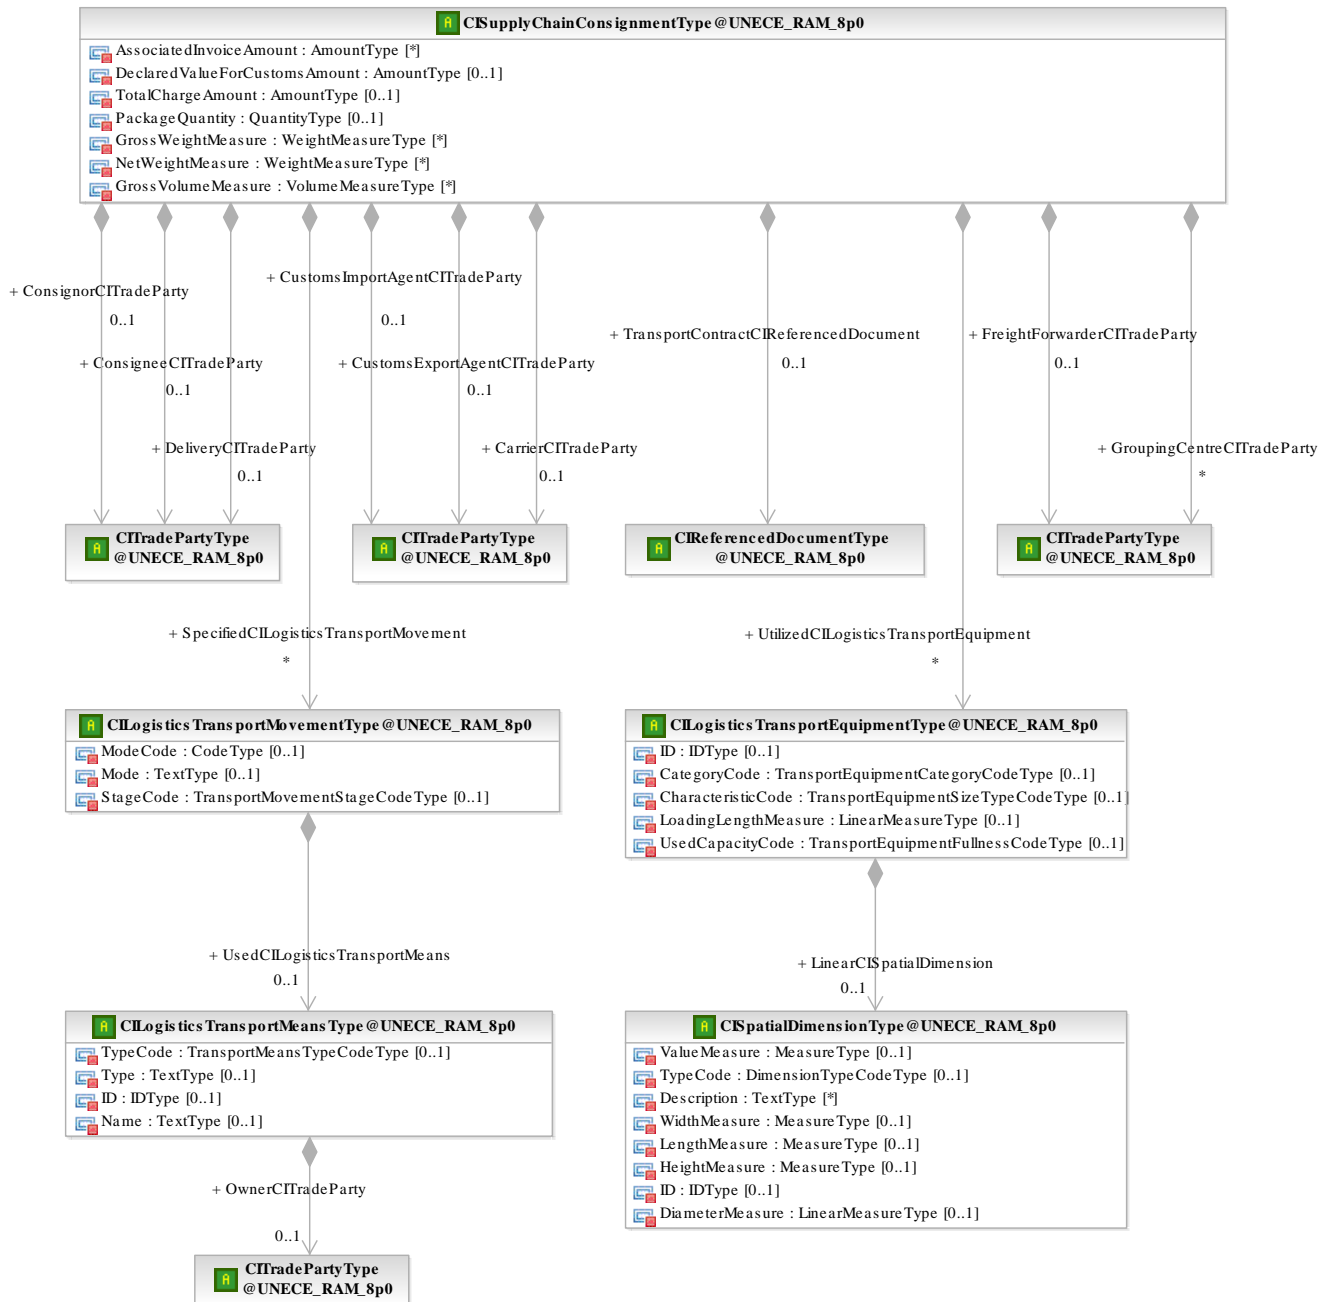 CISupplyChainConsignmentType@UNECE_RAM_8p0
AssociatedInvoiceAmount : AmountType [*]
DeclaredValueForCustomsAmount : AmountType [0..1]
TotalChargeAmount : AmountType [0..1]
PackageQuantity : QuantityType [0..1]
GrossWeightMeasure : WeightMeasureType [*]
NetWeightMeasure : WeightMeasureType [*]
GrossVolumeMeasure : VolumeMeasureType [*]
+ ConsignorCITradeParty
0..1
+ ConsigneeCITradeParty
0..1
+ DeliveryCITradeParty
0..1
+ CustomsImportAgentCITradeParty
0..1
+ CustomsExportAgentCITradeParty
0..1
+ CarrierCITradeParty
0..1
+ TransportContractCIReferencedDocument
0..1
+ FreightForwarderCITradeParty
0..1
+ GroupingCentreCITradeParty
*
CITradePartyType
@UNECE_RAM_8p0
CITradePartyType
@UNECE_RAM_8p0
CIReferencedDocumentType
@UNECE_RAM_8p0
CITradePartyType
@UNECE_RAM_8p0
+ SpecifiedCILogisticsTransportMovement
*
+ UtilizedCILogisticsTransportEquipment
*
CILogisticsTransportMovementType@UNECE_RAM_8p0
ModeCode : CodeType [0..1]
Mode : TextType [0..1]
StageCode : TransportMovementStageCodeType [0..1]
CILogisticsTransportEquipmentType@UNECE_RAM_8p0
ID : IDType [0..1]
CategoryCode : TransportEquipmentCategoryCodeType [0..1]
CharacteristicCode : TransportEquipmentSizeTypeCodeType [0..1]
LoadingLengthMeasure : LinearMeasureType [0..1]
UsedCapacityCode : TransportEquipmentFullnessCodeType [0..1]
+ UsedCILogisticsTransportMeans
0..1
+ LinearCISpatialDimension
0..1
CILogisticsTransportMeansType@UNECE_RAM_8p0
TypeCode : TransportMeansTypeCodeType [0..1]
Type : TextType [0..1]
ID : IDType [0..1]
Name : TextType [0..1]
CISpatialDimensionType@UNECE_RAM_8p0
ValueMeasure : MeasureType [0..1]
TypeCode : DimensionTypeCodeType [0..1]
Description : TextType [*]
WidthMeasure : MeasureType [0..1]
LengthMeasure : MeasureType [0..1]
HeightMeasure : MeasureType [0..1]
ID : IDType [0..1]
DiameterMeasure : LinearMeasureType [0..1]
+ OwnerCITradeParty
0..1
CITradePartyType
@UNECE_RAM_8p0